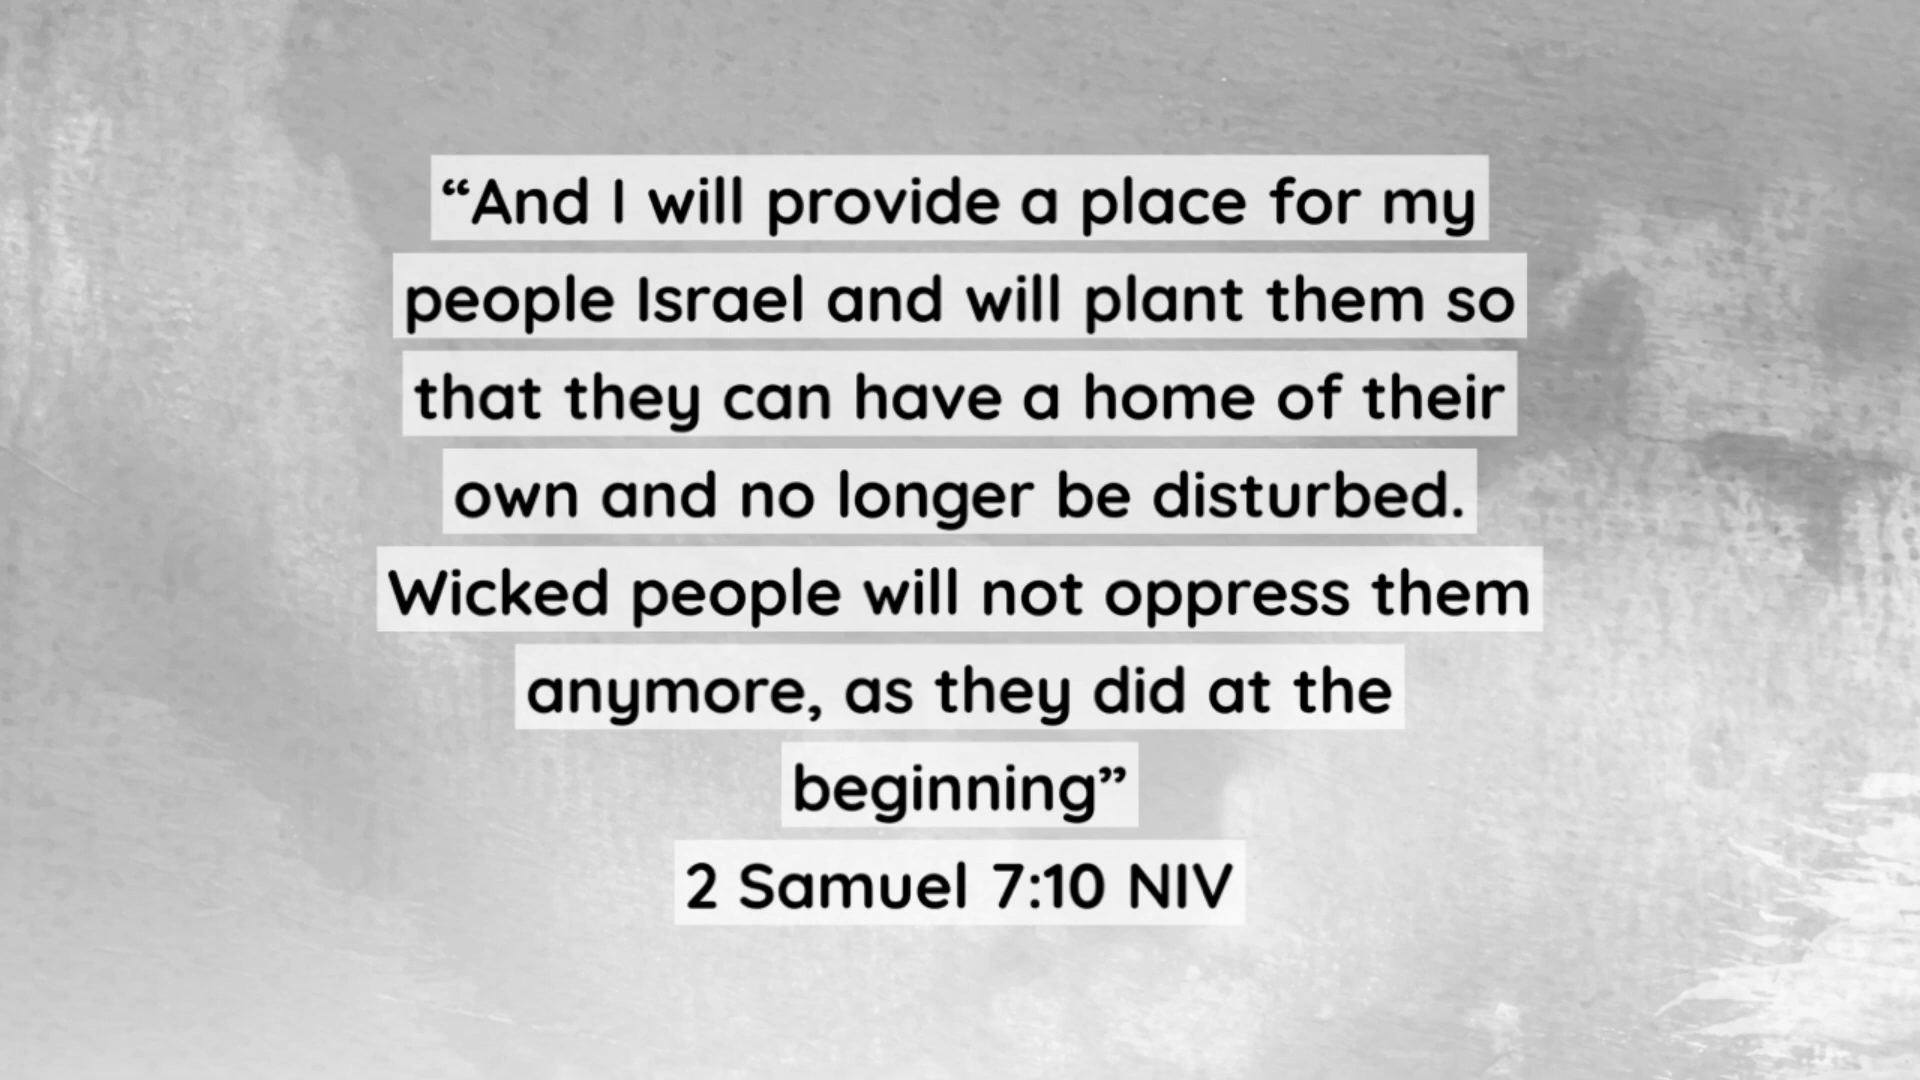 “And I will provide a place for my
people Israel and will plant them so
that they can have a home of their
own and no longer be disturbed.
Wicked people will not oppress them
anymore, as they did at the
beginning”
2 Samuel 7:10 NIV